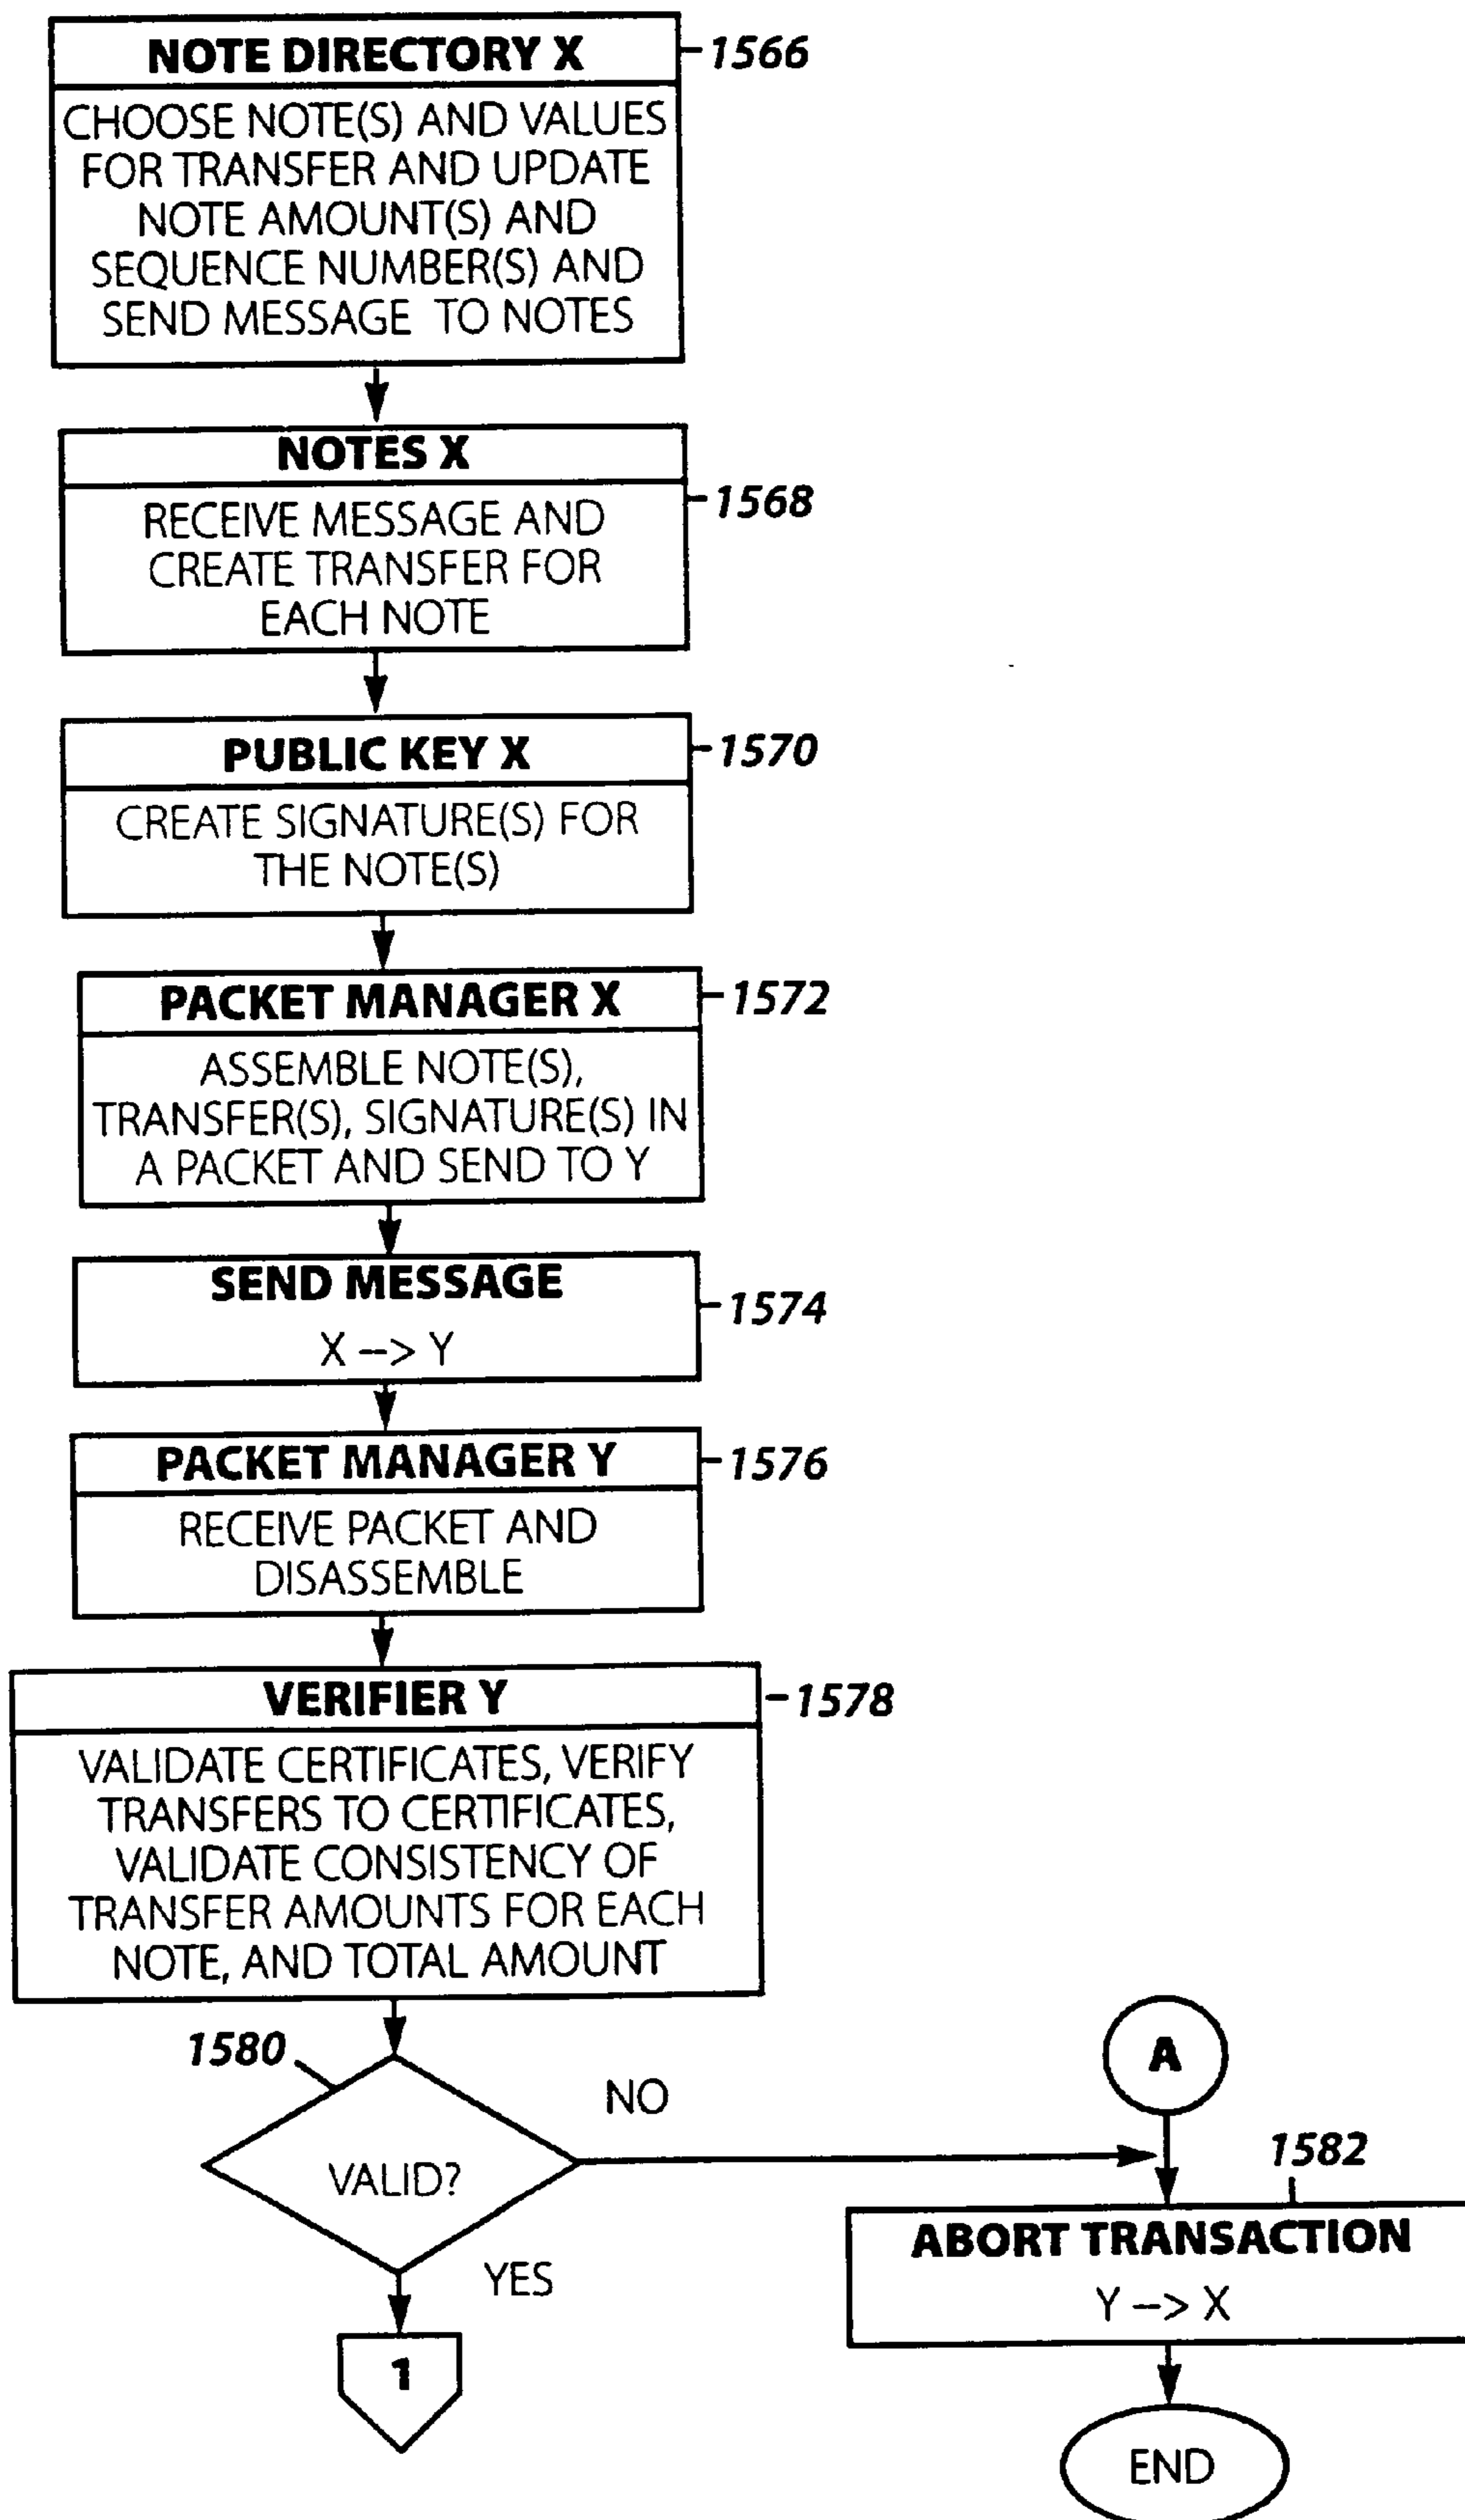 NOTE DIRECTORY X
1566
CHOOSE NOTE(S) AND VALUES
FOR TRANSFER AND UPDATE
NOTE AMOUNT(S) AND
SEQUENCE NUMBER(S) AND
SEND MESSAGE TO NOTES
NOTES X
1568
RECEIVE MESSAGE AND
CREATE TRANSFER FOR
EACH NOTE
PUBLIC KEY X
1570
CREATE SIGNATURE(S) FOR
THE NOTE(S)
PACKET MANAGER X
1572
ASSEMBLE NOTE(S),
TRANSFER(S), SIGNATURE(S) IN
A PACKET AND SEND TO Y
SEND MESSAGE
1574
X --> Y
PACKET MANAGER Y
1576
RECEIVE PACKET AND
DISASSEMBLE
VERIFIER Y
1578
VALIDATE CERTIFICATES, VERIFY
TRANSFERS TO CERTIFICATES,
VALIDATE CONSISTENCY OF
TRANSFER AMOUNTS FOR EACH
NOTE, AND TOTAL AMOUNT
1580
VALID?
NO
YES
1
A
1582
ABORT TRANSACTION
Y --> X
END